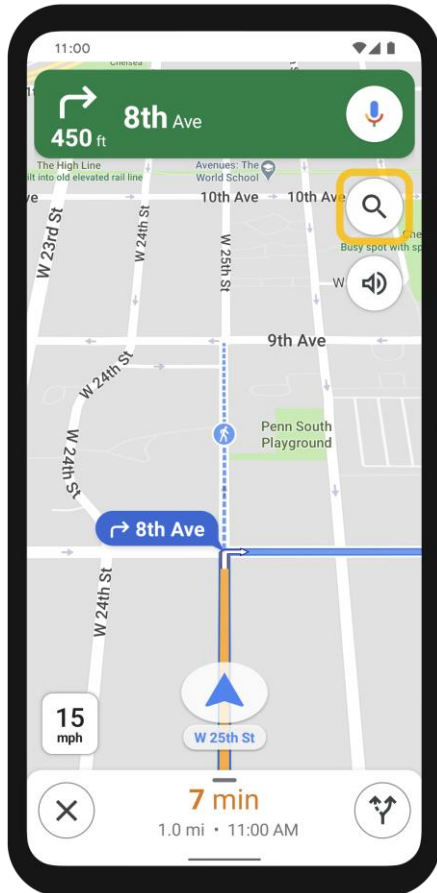 11:00
Chelsea
8th Ave
450 ft
The High Line
ilt into old elevated rail line
Avenues: The
World School
10th Ave
10th Ave
Busy spot with sp
W 23rd St
W 24th St
W 25th St
W
9th Ave
W 24th St
Penn South
Playground
W 24th St
8th Ave
W 24th St
15
mph
W 25th St
7 min
1.0 mi • 11:00 AM